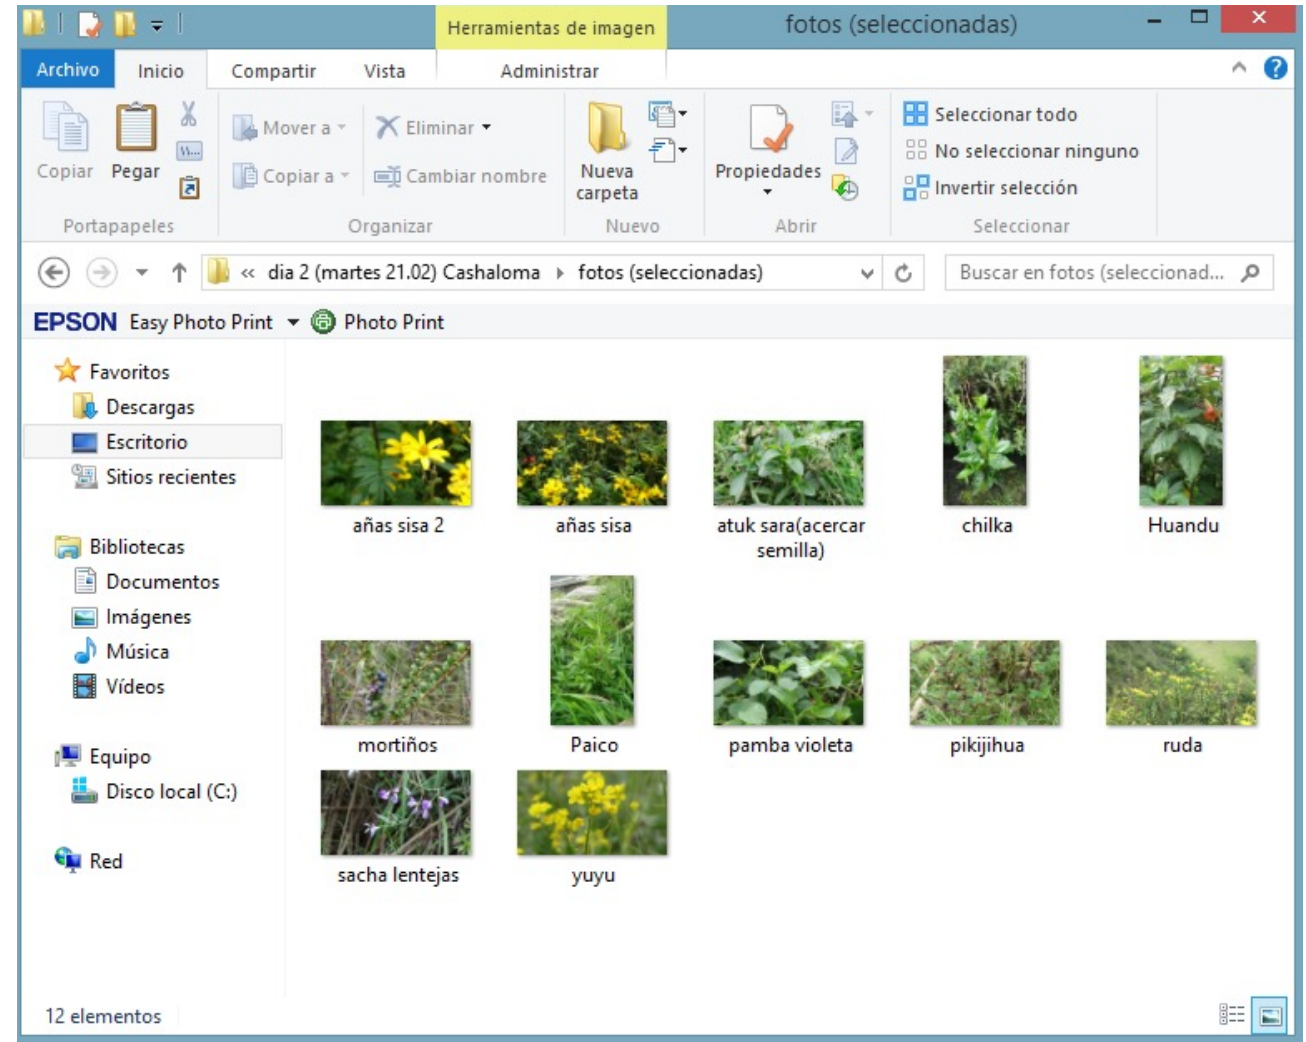 Herramientas de imagen
fotos (seleccionadas)
Archivo Inicio Compartir Vista Administrar
Copiar
Pegar
Portapapeles
Mover a
Copiar a
Eliminar
Cambiar nombre
Organizar
Nueva
carpeta
Nuevo
Propiedades
Abrir
Seleccionar todo
No seleccionar ninguno
Invertir selección
Seleccionar
« dia 2 (martes 21.02) Cashaloma fotos (seleccionadas)
Buscar en fotos (seleccionad...
EPSON Easy Photo Print Photo Print
Favoritos
Descargas
Escritorio
Sitios recientes
Bibliotecas
Documentos
Imágenes
Música
Vídeos
Equipo
Disco local (C:)
Red
añas sisa 2
añas sisa
atuk sara(acercar
semilla)
chilka
Huandu
mortiños
Paico
pamba violeta
pikijihua
ruda
sacha lentejas
yuyu
12 elementos